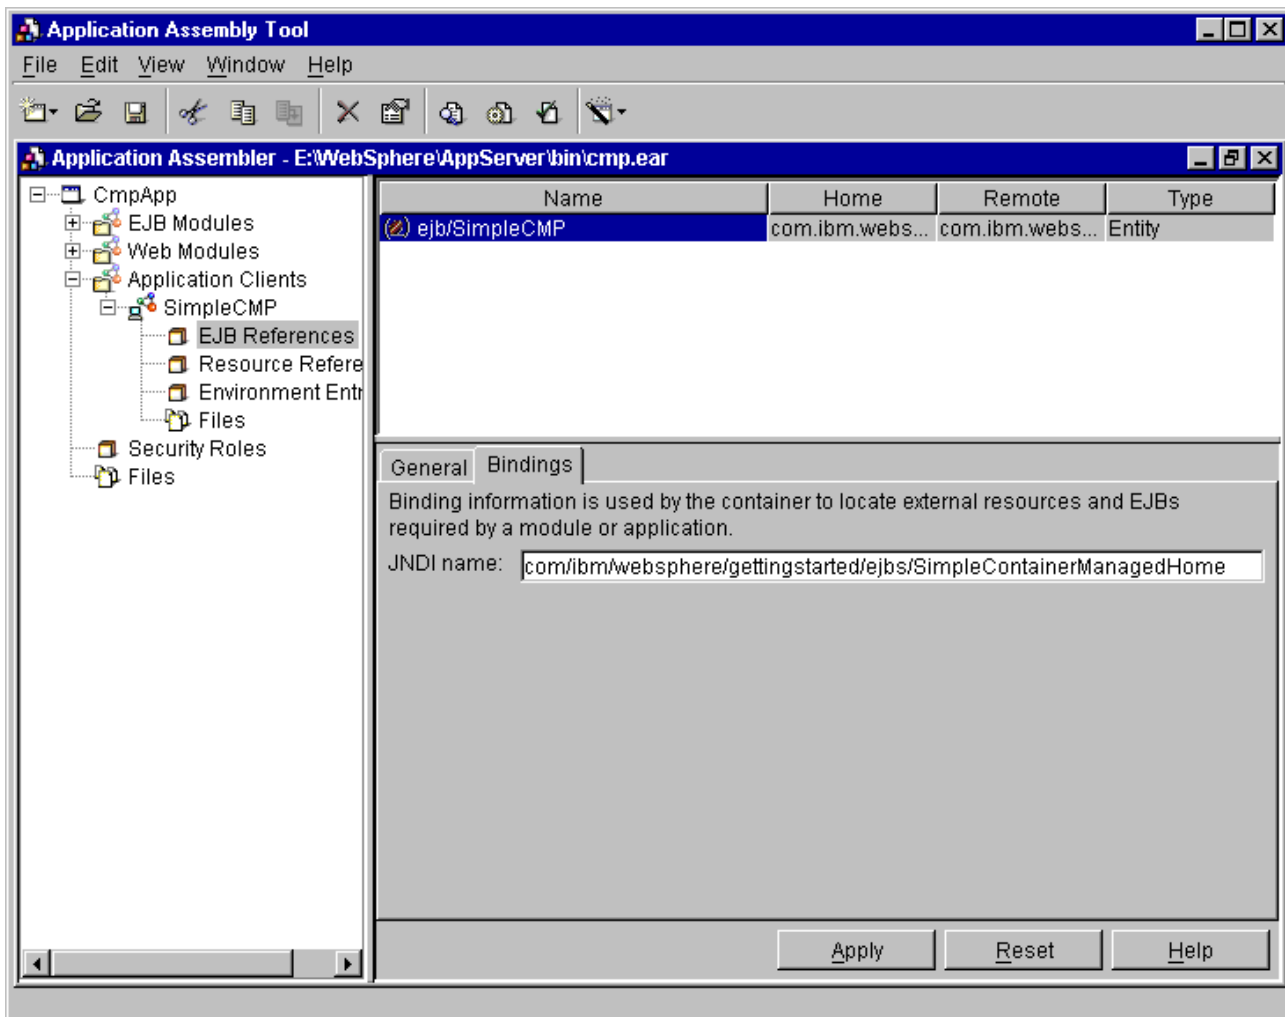 Application Assembly Tool
File Edit View Window Help
Application Assembler - E:\WebSphere\AppServer\bin\cmp.ear
CmpApp
EJB Modules
Web Modules
Application Clients
SimpleCMP
EJB References
Resource Refere
Environment Entr
Files
Security Roles
Files
Name Home Remote Type
ejb/SimpleCMP com.ibm.webs... com.ibm.webs... Entity
General Bindings
Binding information is used by the container to locate external resources and EJBs
required by a module or application.
JNDI name: com/ibm/websphere/gettingstarted/ejbs/SimpleContainerManagedHome
Apply Reset Help